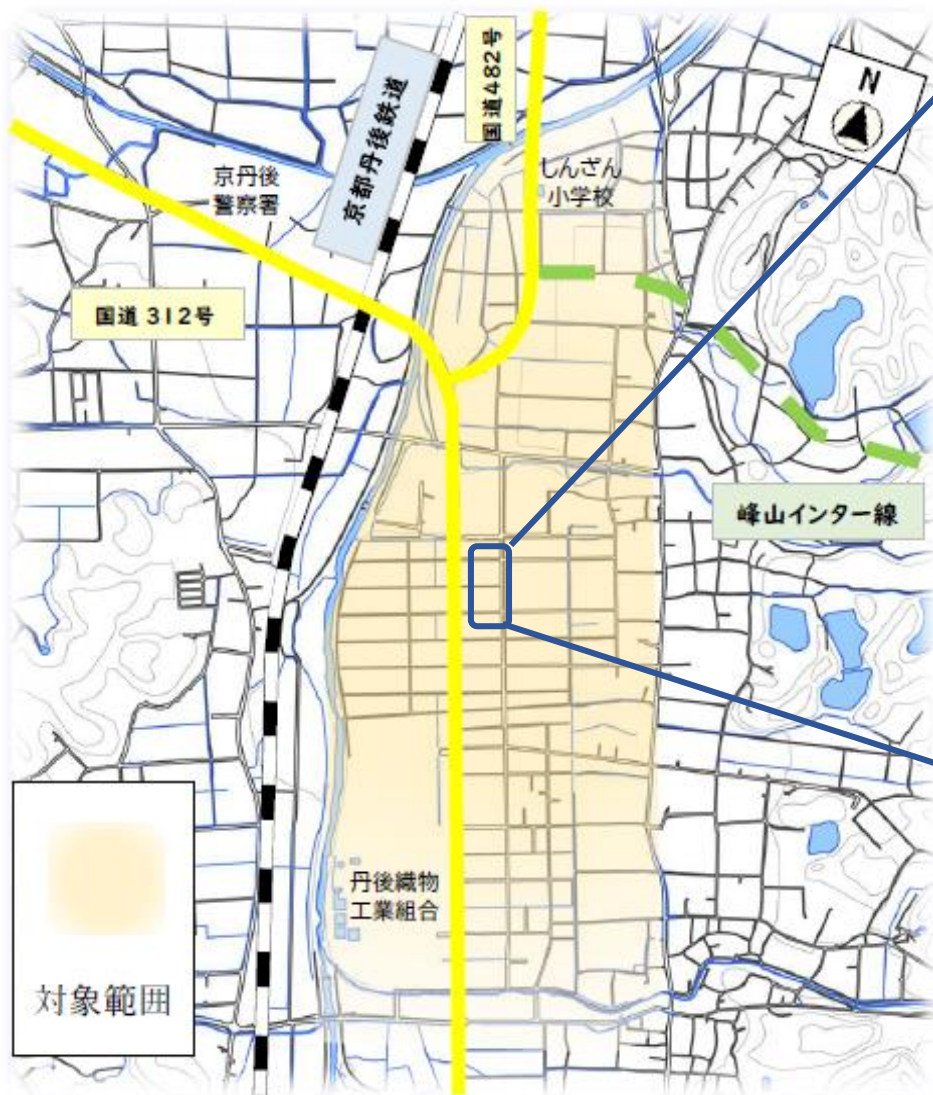 国道482号
京都丹後鉄道
N
しんざん
小学校
京丹後
警察署
国道 312号
峰山インター線
丹後織物
工業組合
対象範囲